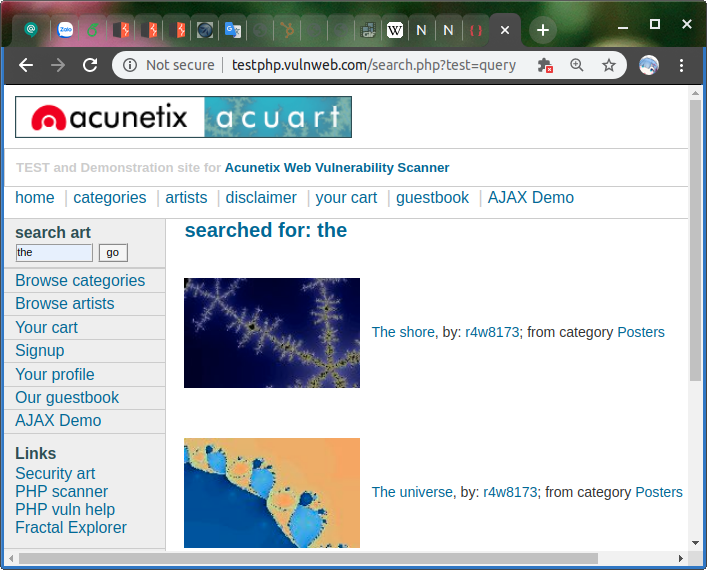 Zalo
W
N
N
Not secure | testphp.vulnweb.com/search.php?test=query
acunetix acuart
TEST and Demonstration site for Acunetix Web Vulnerability Scanner
home | categories | artists | disclaimer | your cart | guestbook | AJAX Demo
search art
the go
Browse categories
Browse artists
Your cart
Signup
Your profile
Our guestbook
AJAX Demo
Links
Security art
PHP scanner
PHP vuln help
Fractal Explorer
searched for: the
The shore, by: r4w8173; from category Posters
The universe, by: r4w8173; from category Posters